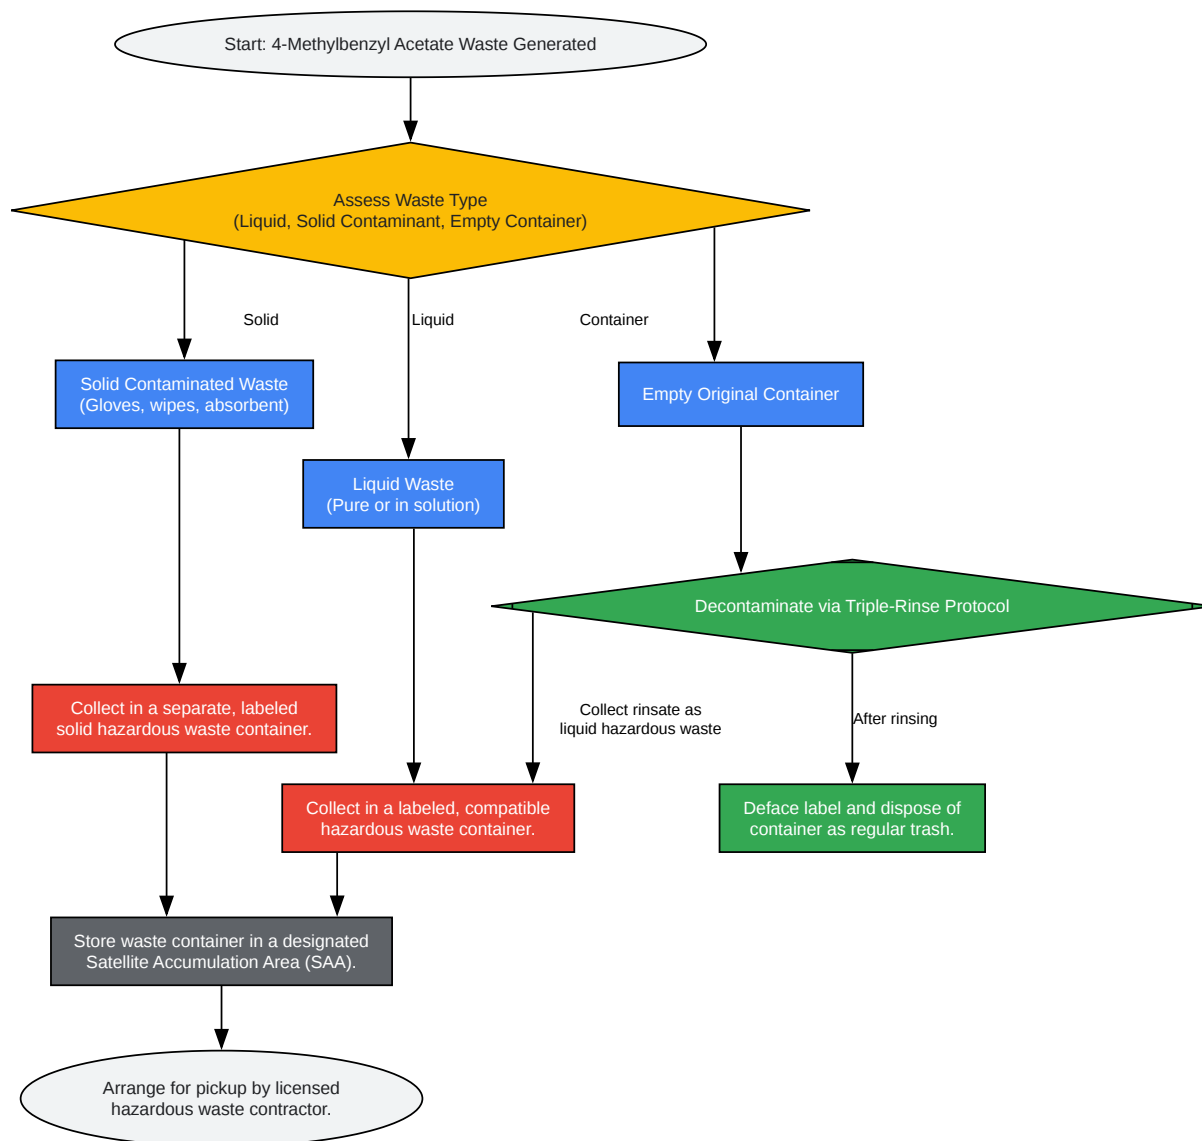 Start: 4-Methylbenzyl Acetate Waste Generated
Assess Waste Type
(Liquid, Solid Contaminant, Empty Container)
Solid
Liquid
Container
Solid Contaminated Waste
(Gloves, wipes, absorbent)
Empty Original Container
Liquid Waste
(Pure or in solution)
Decontaminate via Triple-Rinse Protocol
Collect in a separate, labeled
solid hazardous waste container.
Collect rinsate as
liquid hazardous waste
After rinsing
Collect in a labeled, compatible
hazardous waste container.
Deface label and dispose of
container as regular trash.
Store waste container in a designated
Satellite Accumulation Area (SAA).
Arrange for pickup by licensed
hazardous waste contractor.